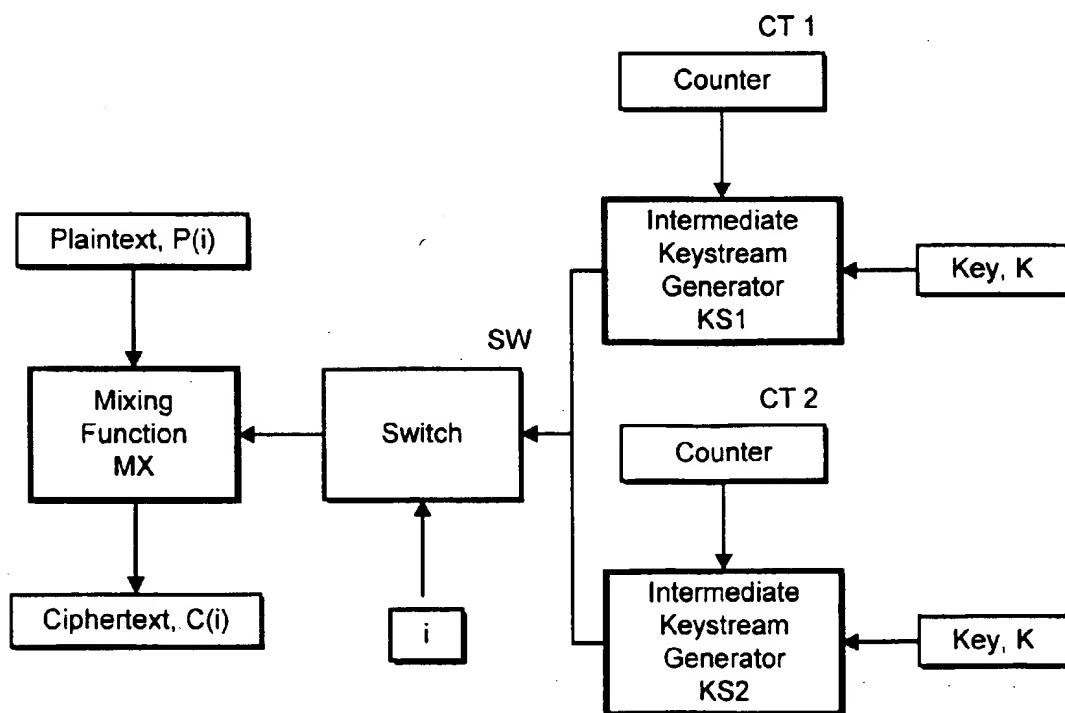 CT 1
Counter
Intermediate
Keystream
Generator
KS1
Key, K
Plaintext, P(i)
Mixing
Function
MX
SW
Switch
i
Ciphertext, C(i)
CT 2
Counter
Intermediate
Keystream
Generator
KS2
Key, K